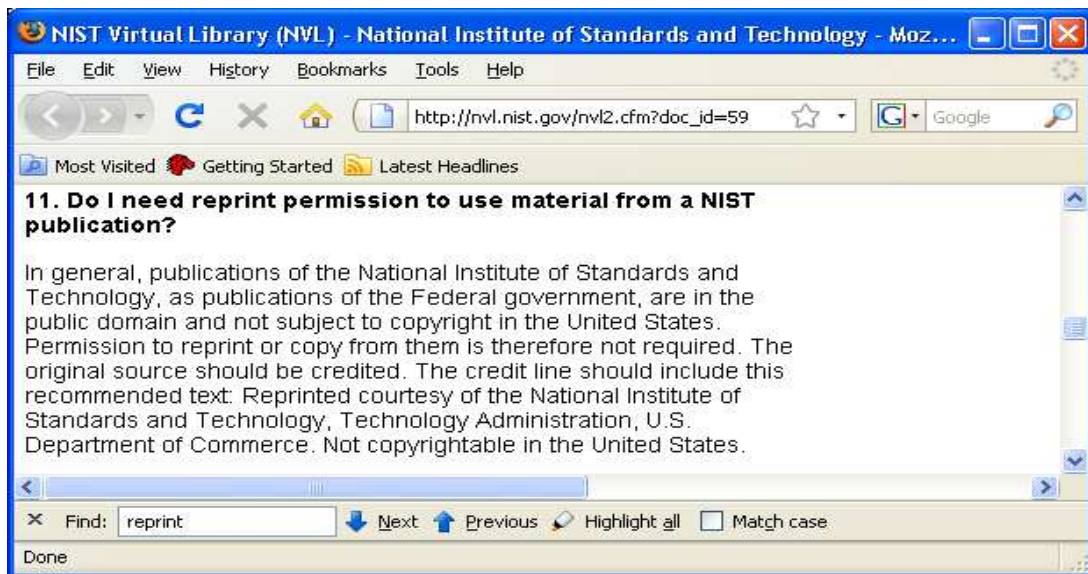 NIST Virtual Library (NVL) - National Institute of Standards and Technology - Moz...
File Edit View History Bookmarks Tools Help
http://nvl.nist.gov/nvl2.cfm?doc_id=59 G Google
Most Visited Getting Started Latest Headlines
11. Do I need reprint permission to use material from a NIST
publication?
In general, publications of the National Institute of Standards and
Technology, as publications of the Federal government, are in the
public domain and not subject to copyright in the United States.
Permission to reprint or copy from them is therefore not required. The
original source should be credited. The credit line should include this
recommended text: Reprinted courtesy of the National Institute of
Standards and Technology, Technology Administration, U.S.
Department of Commerce. Not copyrightable in the United States.
Find: reprint Next Previous Highlight all Match case
Done